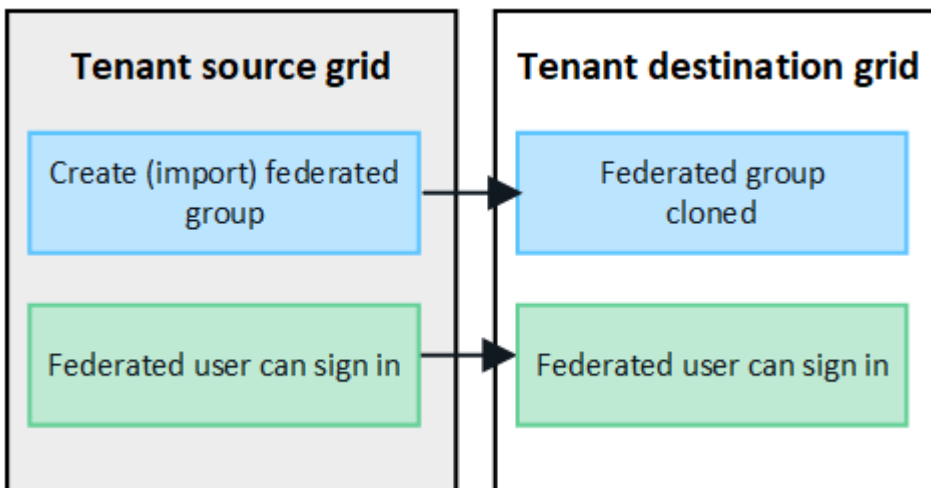 Tenant source grid
Create (import) federated
group
Federated user can sign in
Tenant destination grid
Federated group
cloned
Federated user can sign in